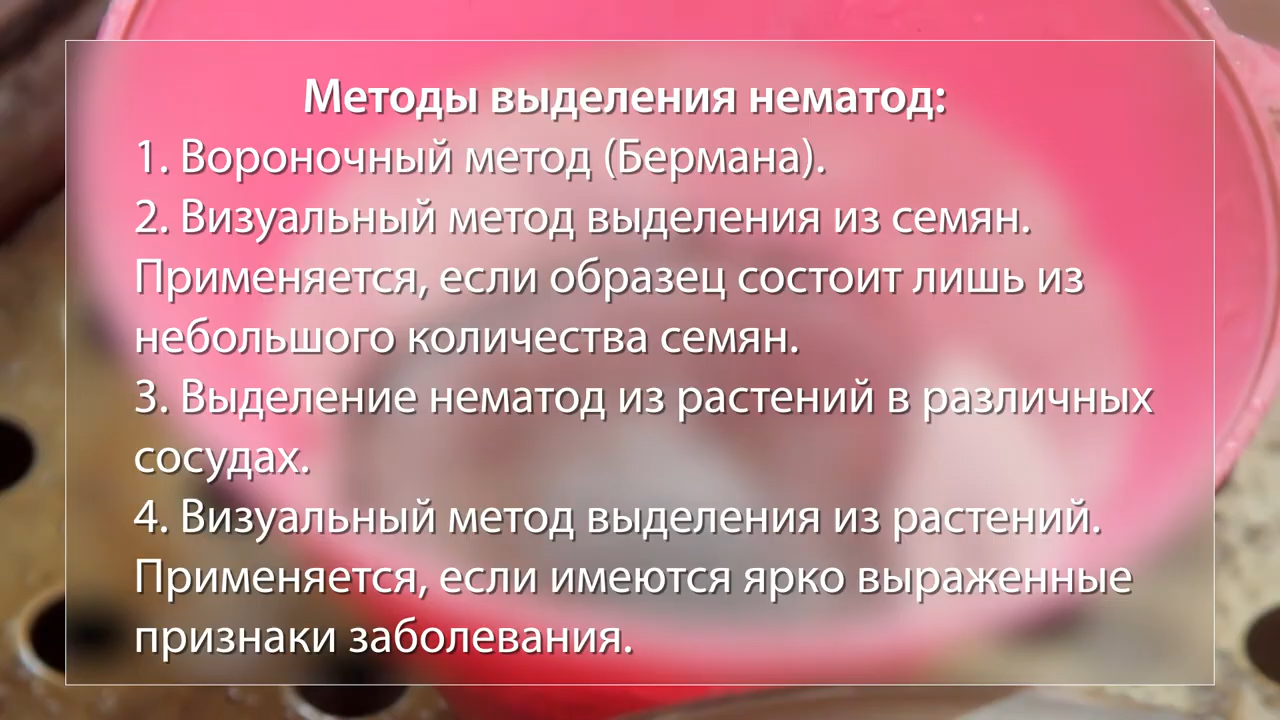 Методы выделения нематод:
1. Вороночный метод (Бермана).
2. Визуальный метод выделения из семян.
Применяется, если образец состоит лишь из
небольшого количества семян.
3. Выделение нематод из растений в различных
сосудах.
4. Визуальный метод выделения из растений.
Применяется, если имеются ярко выраженные
признаки заболевания.